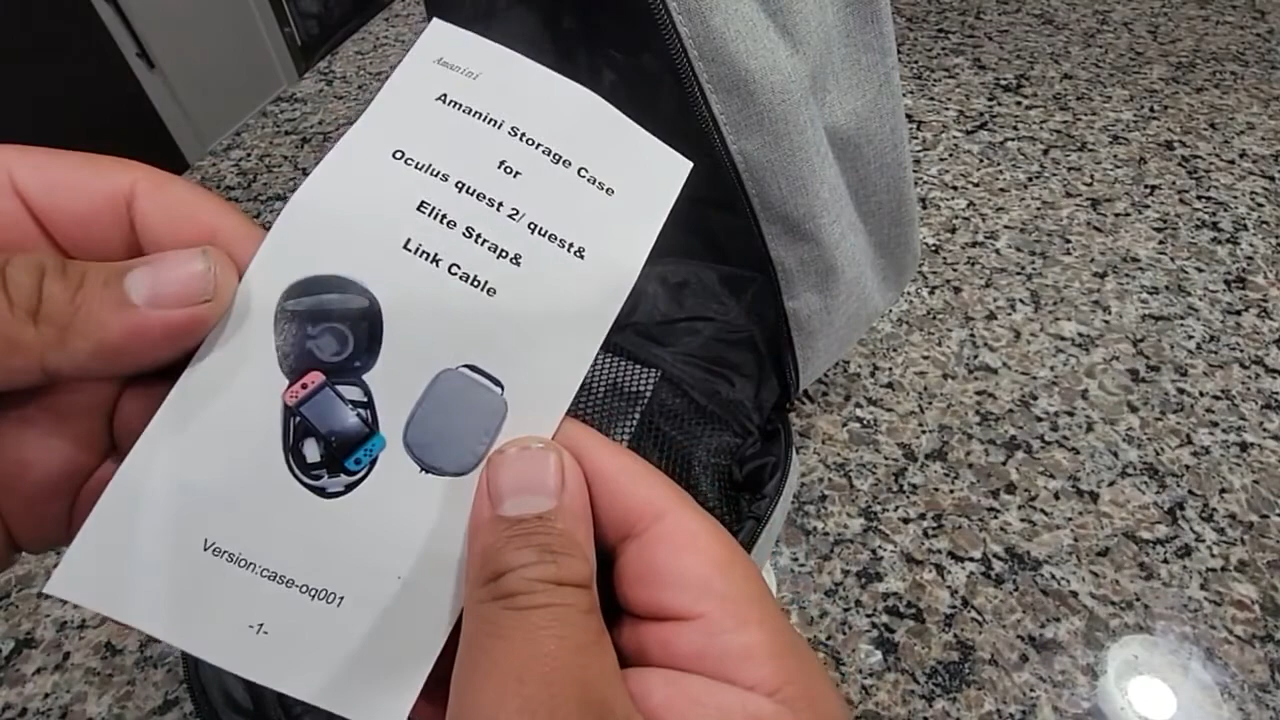 Amanini
Amanini Storage Case
for
Oculus quest 2/ quest&
Elite Strap&
Link Cable
Version:case-oq001
-1-